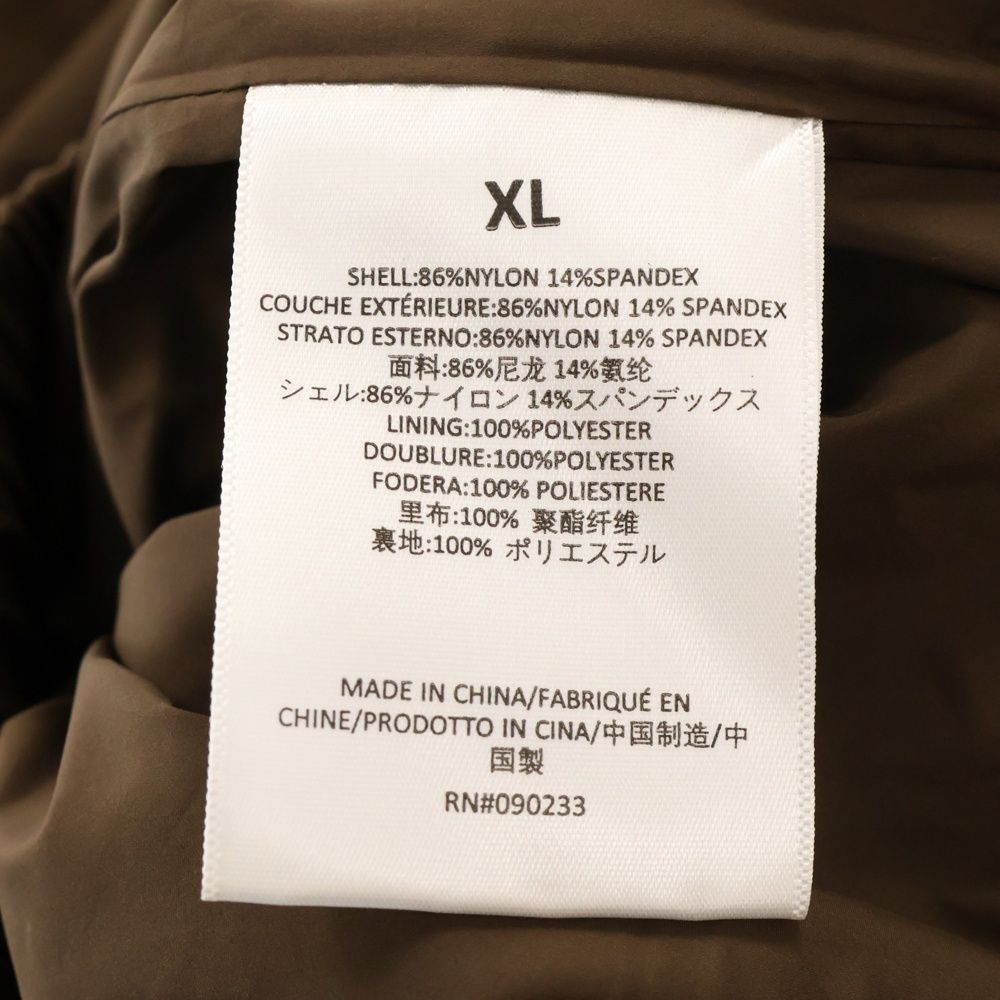 XL
SHELL:86%NYLON 14%SPANDEX
COUCHE EXTÉRIEURE:86%NYLON 14% SPANDEX
STRATO ESTERNO:86%NYLON 14% SPANDEX
面料:86%尼龙 14%氨纶
シェル:86%ナイロン 14%スパンデックス
LINING:100%POLYESTER
DOUBLURE:100%POLYESTER
FODERA:100% POLIESTERE
里布:100% 聚酯纤维
裏地:100% ポリエステル
MADE IN CHINA/FABRIQUÉ EN
CHINE/PRODOTTO IN CINA/中国制造/中
国製
RN#090233